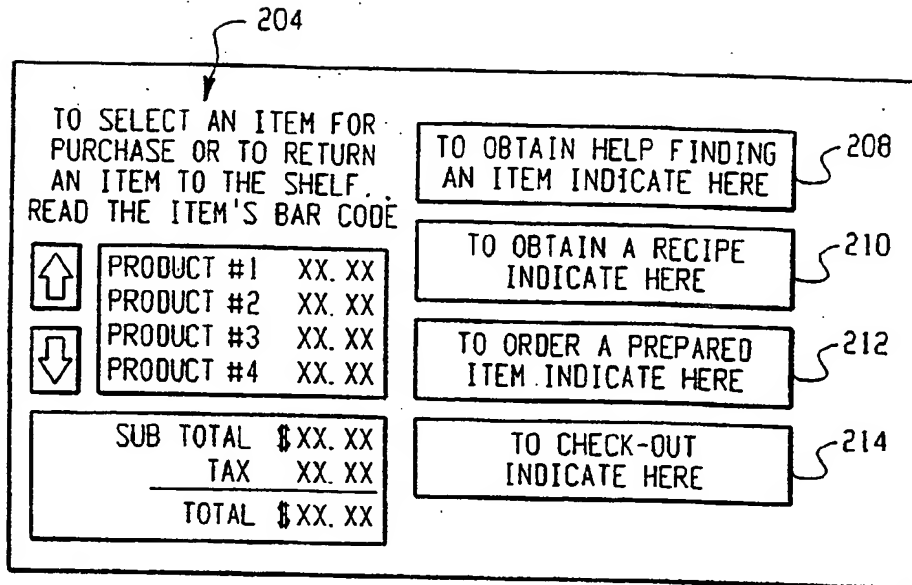 204
TO SELECT AN ITEM FOR
PURCHASE OR TO RETURN
AN ITEM TO THE SHELF.
READ THE ITEM'S BAR CODE
PRODUCT #1 XX.XX
PRODUCT #2 XX.XX
PRODUCT #3 XX.XX
PRODUCT #4 XX.XX
SUB TOTAL $XX.XX
TAX XX.XX
TOTAL $XX.XX
TO OBTAIN HELP FINDING
AN ITEM INDICATE HERE
208
TO OBTAIN A RECIPE
INDICATE HERE
210
TO ORDER A PREPARED
ITEM INDICATE HERE
212
TO CHECK-OUT
INDICATE HERE
214